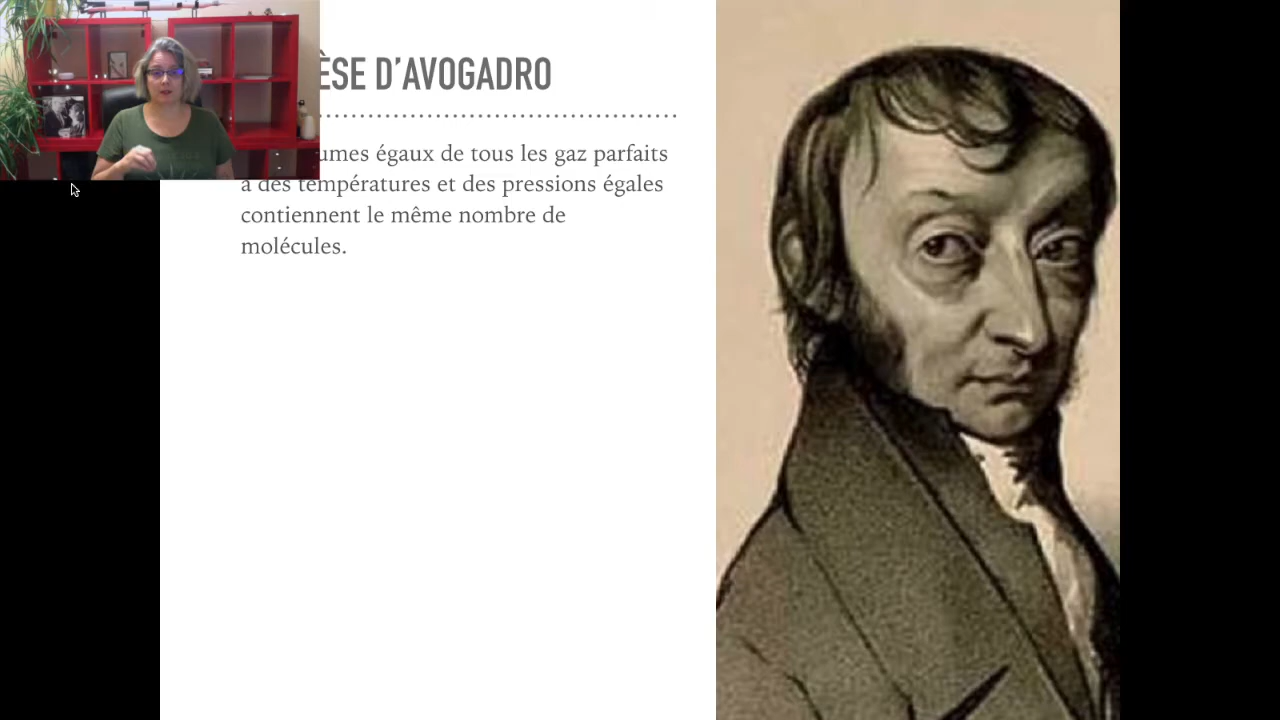 ÈSE D’AVOGADRO
umes égaux de tous les gaz parfaits
à des températures et des pressions égales
contiennent le même nombre de
molécules.